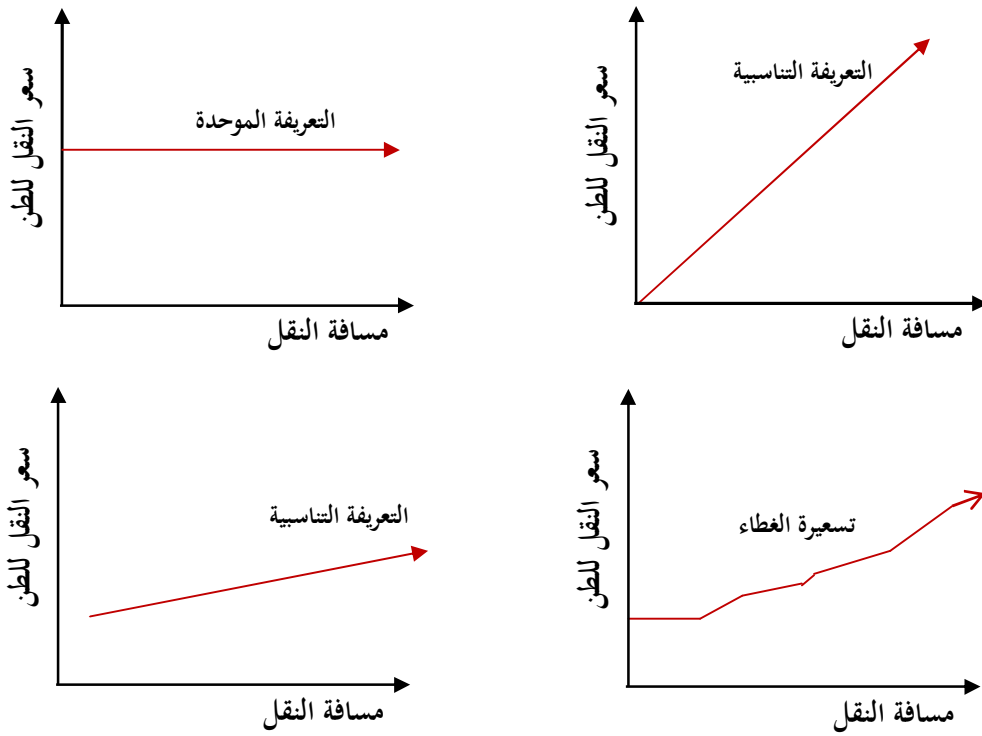 التعريفة التناسبية
سعر النقل للطن
مسافة النقل
التعريفة الموحدة
سعر النقل للطن
مسافة النقل
تسعيرة الغطاء
سعر النقل للطن
مسافة النقل
التعريفة التناسبية
سعر النقل للطن
مسافة النقل